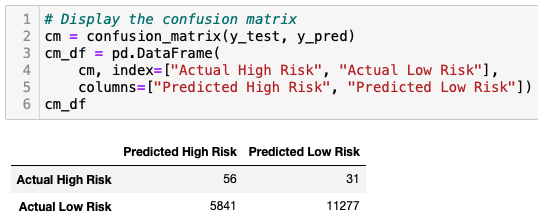 1 # Display the confusion matrix
2 cm = confusion_matrix(y_test, y_pred)
3 cm_df = pd.DataFrame(
4     cm, index=["Actual High Risk", "Actual Low Risk"],
5     columns=["Predicted High Risk", "Predicted Low Risk"])
6 cm_df
Predicted High Risk Predicted Low Risk
Actual High Risk 56 31
Actual Low Risk 5841 11277